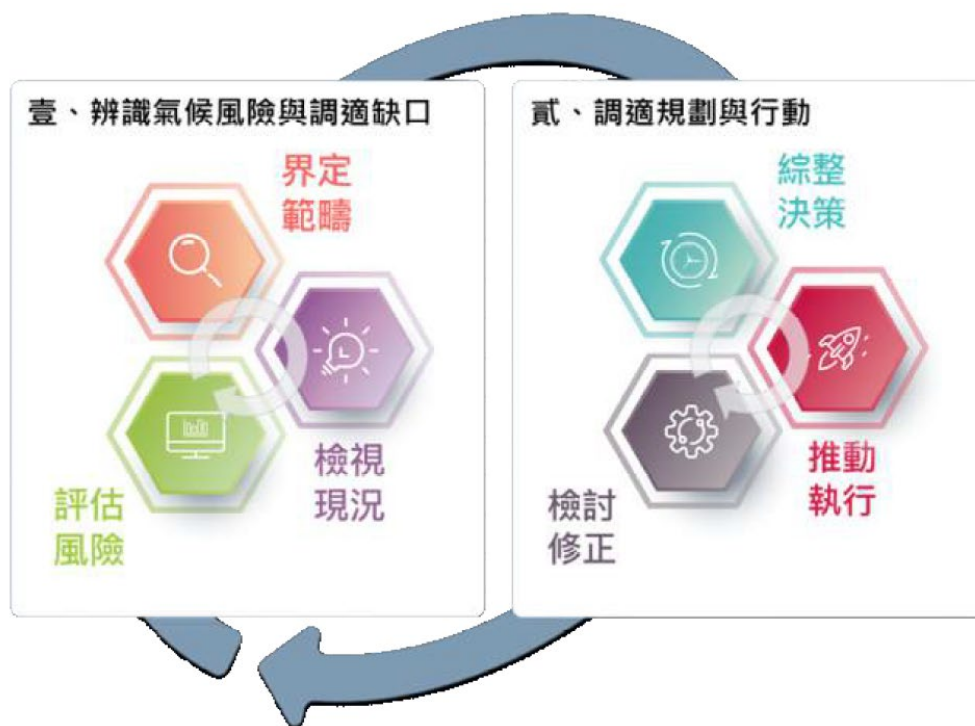 壹、辨識氣候風險與調適缺口
界定
範疇
檢視
現況
評估
風險
貳、調適規劃與行動
綜整
決策
推動
執行
檢討
修正